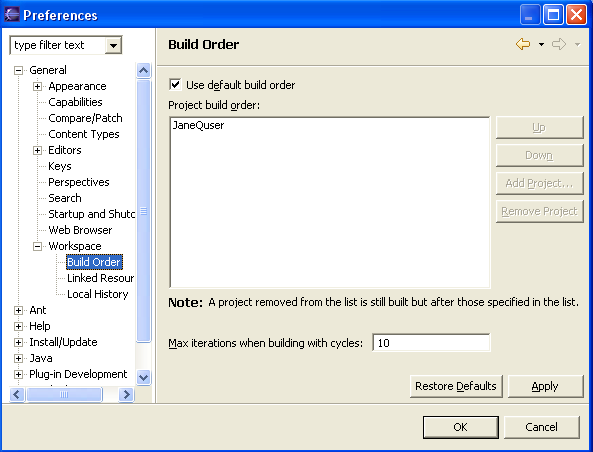 Preferences
type filter text
General
Appearance
Capabilities
Compare/Patch
Content Types
Editors
Keys
Perspectives
Search
Startup and Shutc
Web Browser
Workspace
Build Order
Linked Resour
Local History
Ant
Help
Install/Update
Java
Plug-in Development
Build Order
Use default build order
Project build order:
JaneQuser
Up
Down
Add Project...
Remove Project
Note: A project removed from the list is still built but after those specified in the list.
Max iterations when building with cycles: 10
Restore Defaults Apply
OK Cancel